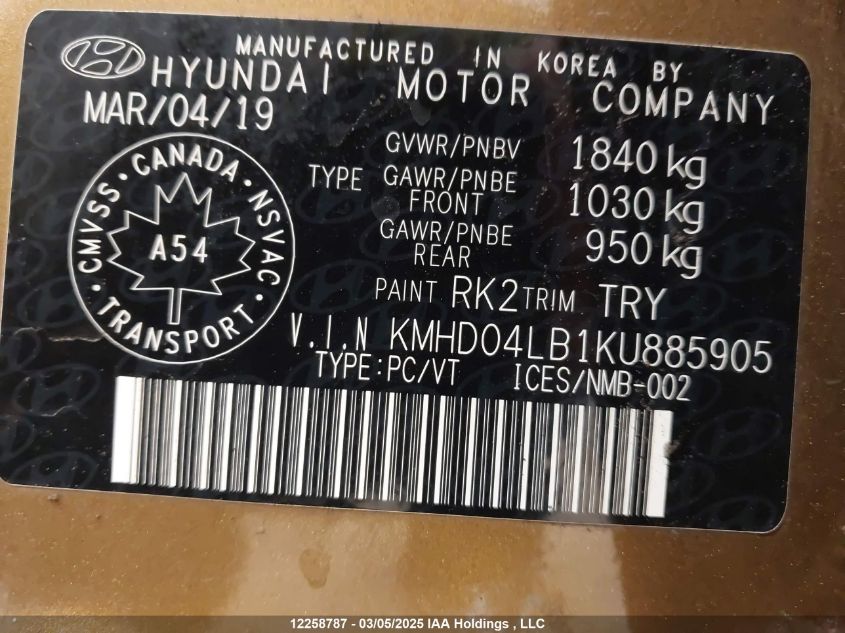 MANUFACTURED IN KOREA BY
HYUNDAI MOTOR COMPANY
MAR/04/19
CMVSS · CANADA · NSVAC · TRANSPORT
A54
TYPE
GVWR/PNBV 1840 kg
GAWR/PNBE FRONT 1030 kg
GAWR/PNBE REAR 950 kg
PAINT RK2 TRIM TRY
V.I.N KMHD04LB1KU885905
TYPE:PC/VT ICES/NMB-002
12258787 - 03/05/2025 IAA Holdings , LLC